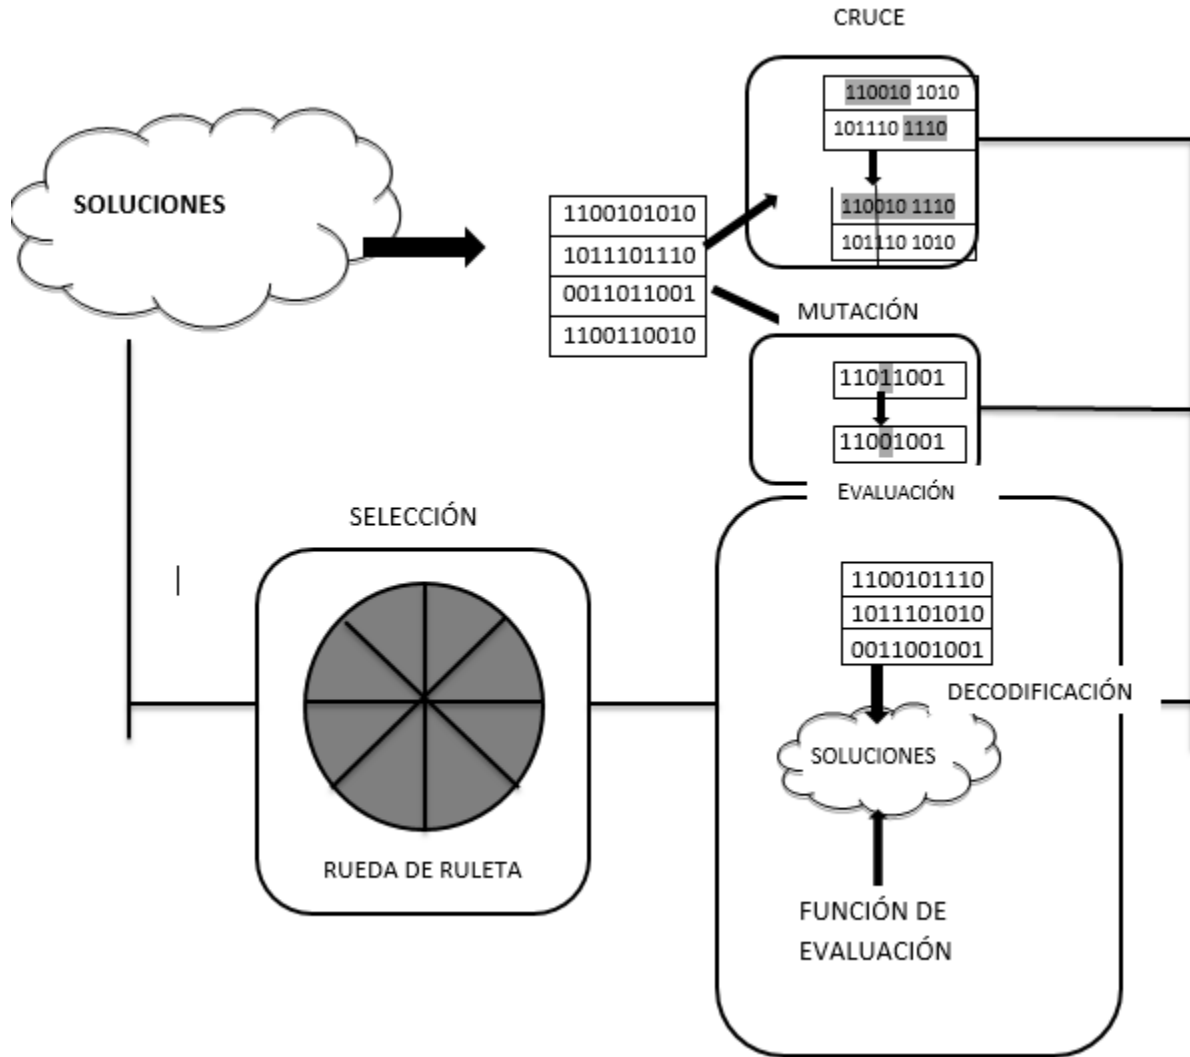 CRUCE
110010 1010
101110 1110
110010 1110
101110 1010
SOLUCIONES
1100101010
1011101110
0011011001
1100110010
MUTACIÓN
11011001
11001001
EVALUACIÓN
SELECCIÓN
RUEDA DE RULETA
1100101110
1011101010
0011001001
DECODIFICACIÓN
SOLUCIONES
FUNCIÓN DE
EVALUACIÓN